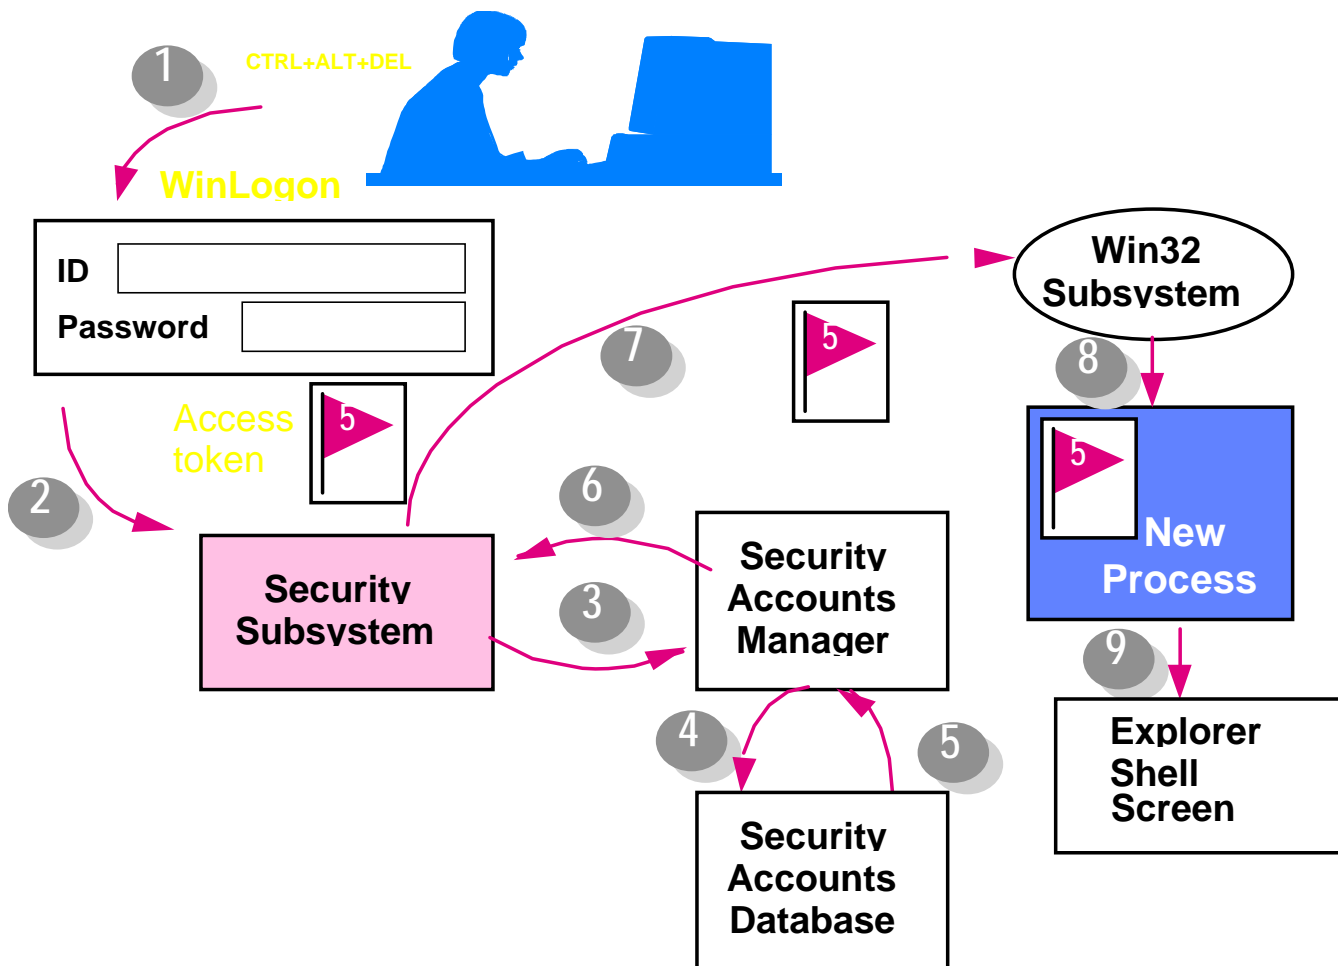 1
CTRL+ALT+DEL
WinLogon
ID
Password
Win32
Subsystem
7
5
8
Access
token
5
5
2
6
New
Process
Security
Subsystem
3
Security
Accounts
Manager
9
4
5
Explorer
Shell
Screen
Security
Accounts
Database